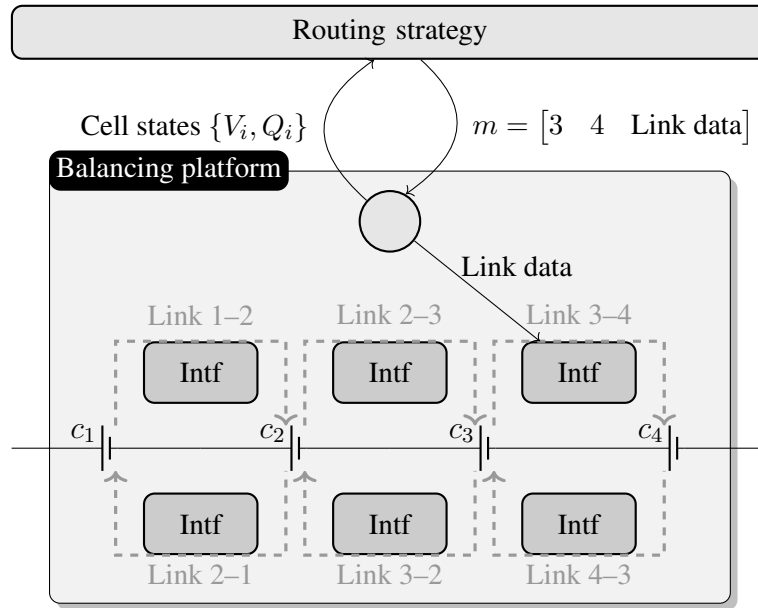 Routing strategy
Cell states {V_i, Q_i}
m = [3 4 Link data]
Balancing platform
Link data
Link 1–2 Link 2–3 Link 3–4
Intf Intf Intf
c_1 c_2 c_3 c_4
Intf Intf Intf
Link 2–1 Link 3–2 Link 4–3